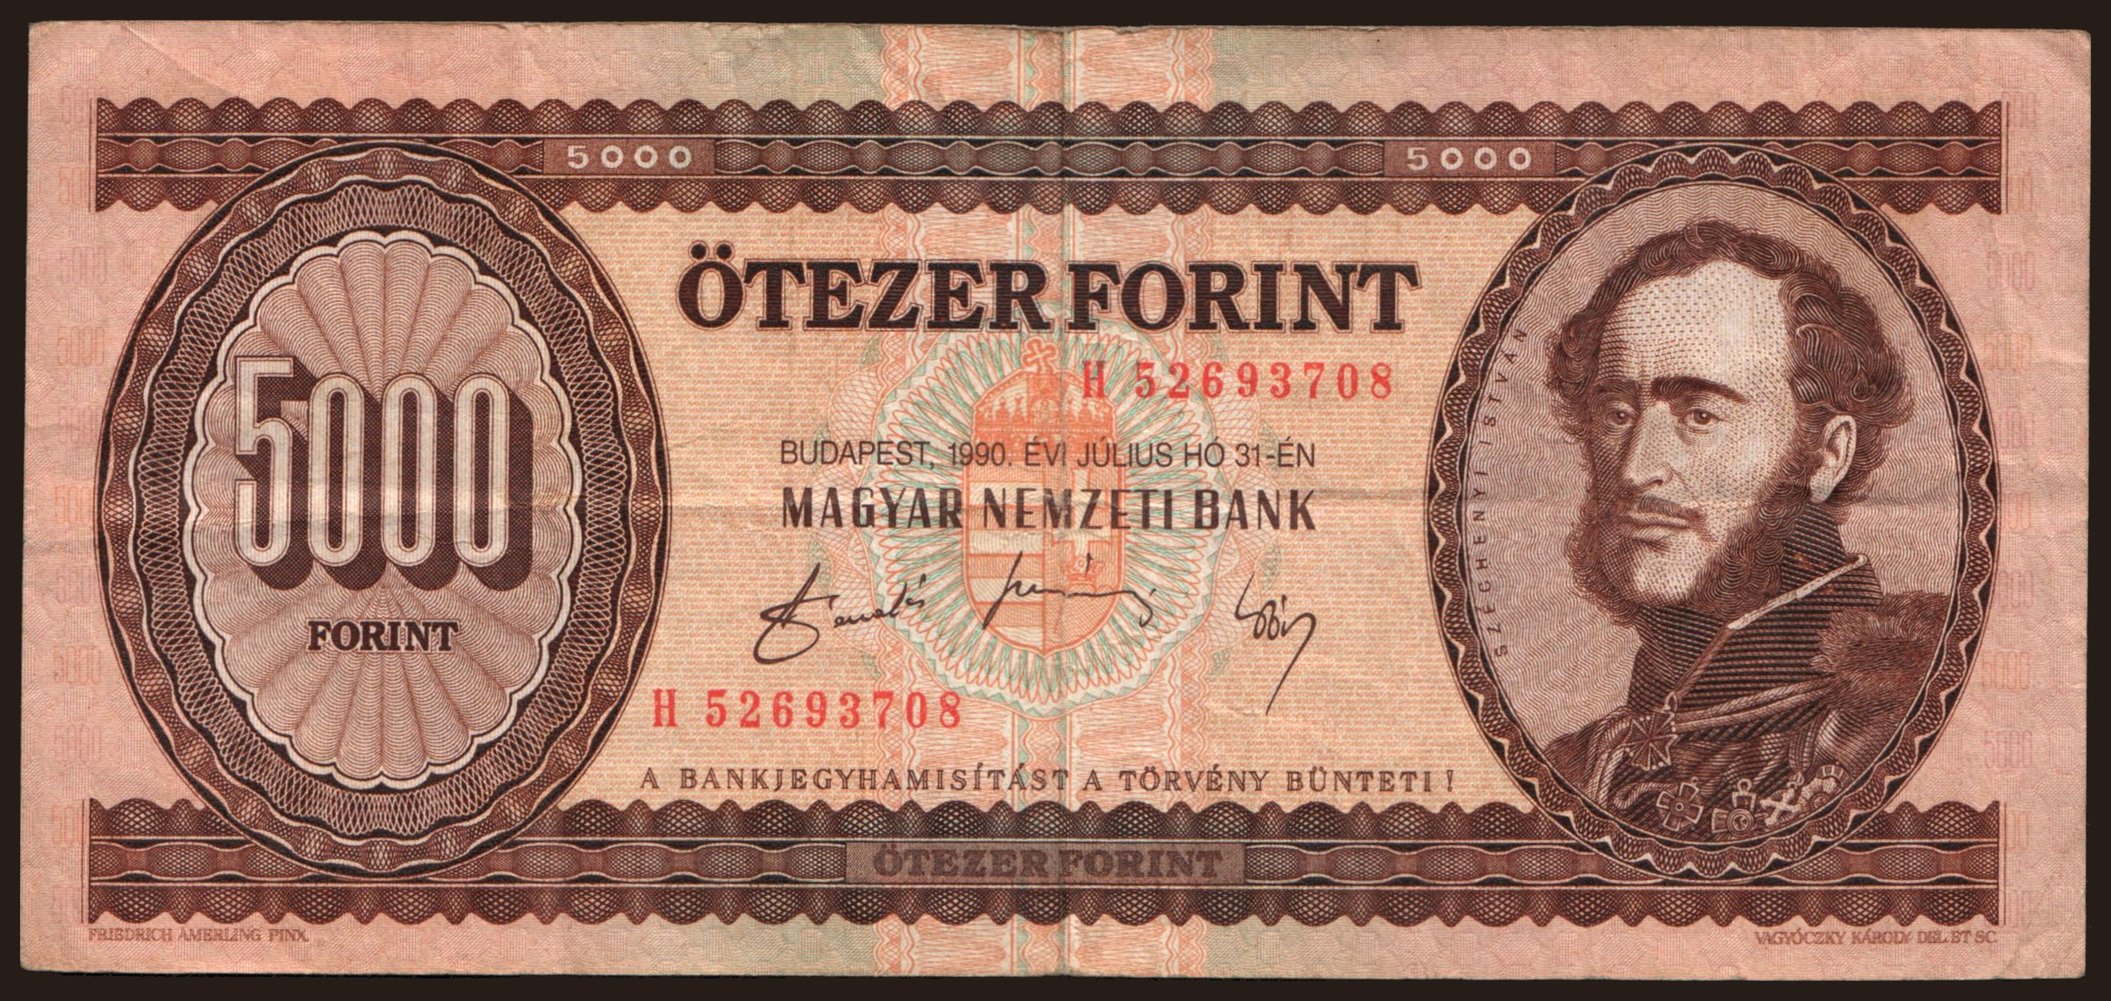 5000 5000
ÖTEZER FORINT
H 52693708
5000
FORINT
BUDAPEST, 1990. ÉVI JÚLIUS HÓ 31-ÉN
MAGYAR NEMZETI BANK
SZÉCHENYI ISTVÁN
H 52693708
A BANKJEGYHAMISÍTÁST A TÖRVÉNY BÜNTETI!
ÖTEZER FORINT
FRIEDRICH AMERLING PINX.
VAGYÓCZKY KÁROLY DEL. ET SC.